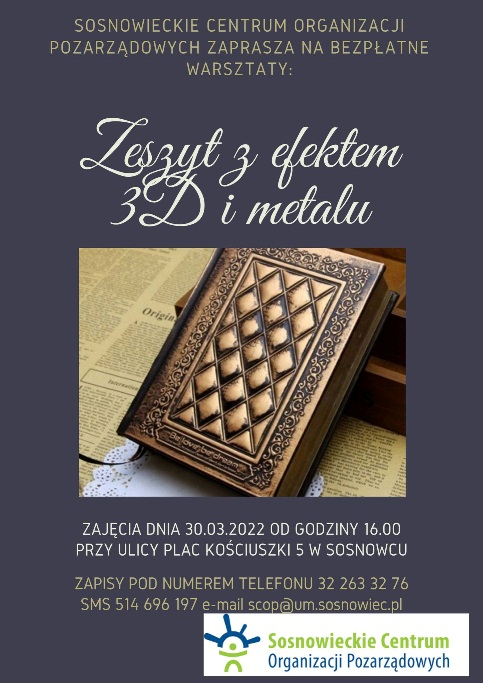 SOSNOWIECKIE CENTRUM ORGANIZACJI
POZARZĄDOWYCH ZAPRASZA NA BEZPŁATNE
WARSZTATY:
Zeszyt z efektem
3D i metalu
Origin
ZAJĘCIA DNIA 30.03.2022 OD GODZINY 16.00
PRZY ULICY PLAC KOŚCIUSZKI 5 W SOSNOWCU
ZAPISY POD NUMEREM TELEFONU 32 263 32 76
SMS 514 696 197 e-mail scop@um.sosnowiec.pl
Sosnowieckie Centrum
Organizacji Pozarządowych